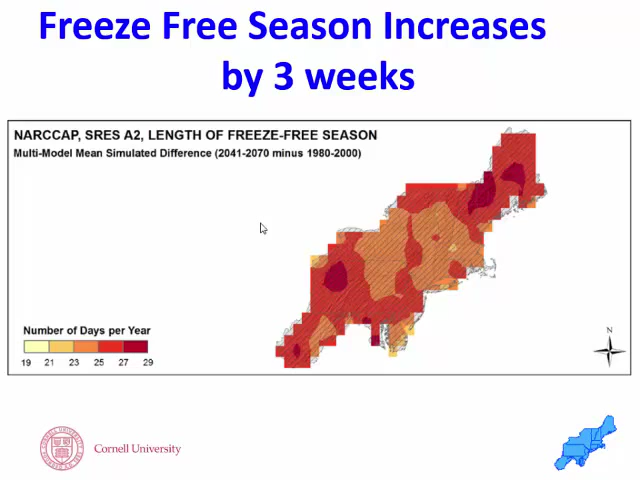 Freeze Free Season Increases
by 3 weeks
NARCCAP, SRES A2, LENGTH OF FREEZE-FREE SEASON
Multi-Model Mean Simulated Difference (2041-2070 minus 1980-2000)
Number of Days per Year
19 21 23 25 27 29
N
Cornell University